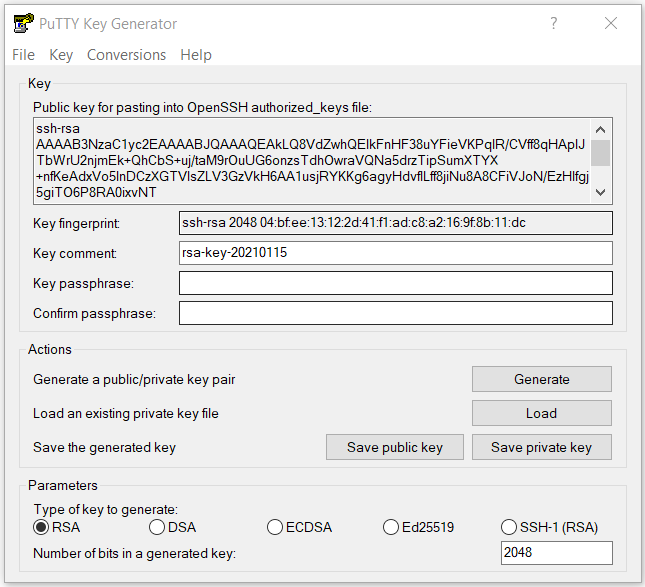 PuTTY Key Generator
File Key Conversions Help
Key
Public key for pasting into OpenSSH authorized_keys file:
ssh-rsa
AAAAB3NzaC1yc2EAAAABJQAAAQEAkLQ8VdZwhQElkFnHF38uYFieVKPqlR/CVff8qHAplJ
TbWrU2njmEk+QhCbS+uj/taM9rOuUG6onzsTdhOwraVQNa5drzTipSumXTYX
+nfKeAdxVo5lnDCzXGTVlsZLV3GzVkH6AA1usjRYKKg6agyHdvflLff8jiNu8A8CFiVJoN/EzHlfgj
5giTO6P8RA0ixvNT
Key fingerprint: ssh-rsa 2048 04:bf:ee:13:12:2d:41:f1:ad:c8:a2:16:9f:8b:11:dc
Key comment: rsa-key-20210115
Key passphrase:
Confirm passphrase:
Actions
Generate a public/private key pair Generate
Load an existing private key file Load
Save the generated key Save public key Save private key
Parameters
Type of key to generate:
RSA DSA ECDSA Ed25519 SSH-1 (RSA)
Number of bits in a generated key: 2048